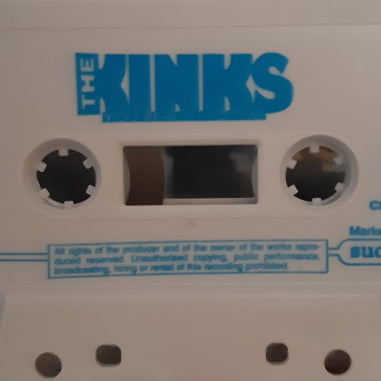 THE KINKS
YOU
All rights of the producer and of the owner of the works repro-
duced reserved. Unauthorised copying, public performance,
broadcasting, hiring or rental of this recording prohibited.